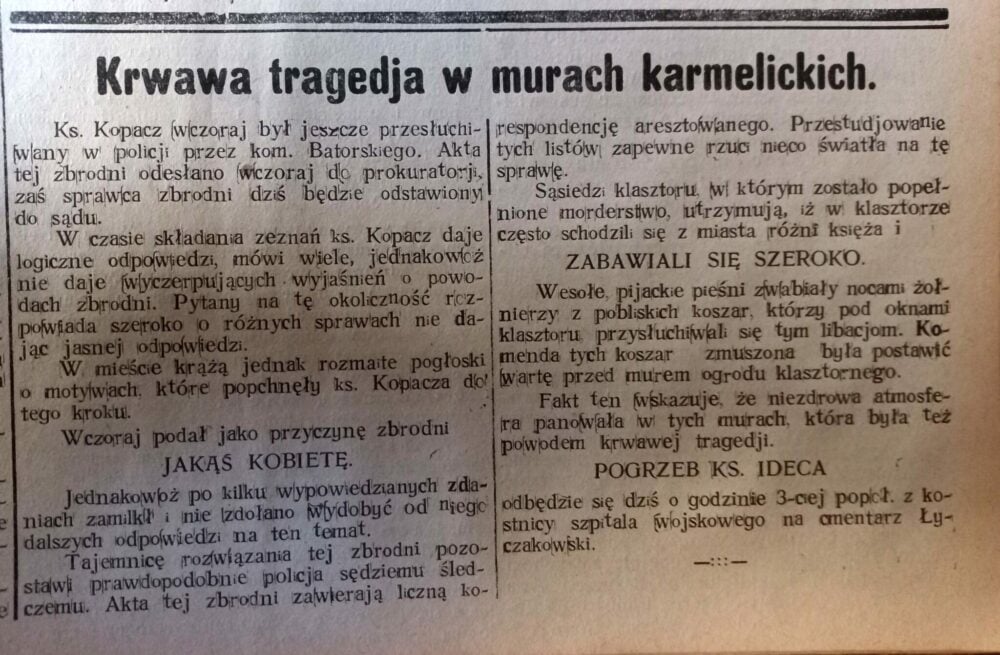 Krwawa tragedja w murach karmelickich.
Ks. Kopacz wczoraj był jeszcze przesłuchi-
wany w policji przez kom. Batorskiego. Akta
tej zbrodni odesłano wczoraj do prokuratorji,
zaś sprawca zbrodni dziś będzie odstawiony
do sądu.
W czasie składania zeznań ks. Kopacz daje
logiczne odpowiedzi, mówi wiele, jednakowoż
nie daje wyczerpujących wyjaśnień o powo-
dach zbrodni. Pytany na tę okoliczność roz-
powiada szeroko o różnych sprawach nie da-
jąc jasnej odpowiedzi.
W mieście krążą jednak rozmaite pogłoski
o motywach, które popchnęły ks. Kopacza do
tego kroku.
Wczoraj podał jako przyczynę zbrodni
JAKĄŚ KOBIETĘ.
Jednakowoż po kilku wypowiedzianych zda-
niach zamilkł i nie zdołano wydobyć od niego
dalszych odpowiedzi na ten temat.
Tajemnicę rozwiązania tej zbrodni pozo-
stawi prawdopodobnie policja sędziemu śled-
czemu. Akta tej zbrodni zawierają liczną ko-
respondencję aresztowanego. Przestudjowanie
tych listów zapewne rzuci nieco światła na tę
sprawę.
Sąsiedzi klasztoru, w którym zostało popeł-
nione morderstwo, utrzymują, iż w klasztorze
często schodzili się z miasta różni księża i
ZABAWIALI SIĘ SZEROKO.
Wesołe, pijackie pieśni zwabiały nocami żoł-
nierzy z pobliskich koszar, którzy pod oknami
klasztoru przysłuchiwali się tym libacjom. Ko-
menda tych koszar zmuszona była postawić
wartę przed murem ogrodu klasztornego.
Fakt ten wskazuje, że niezdrowa atmosfe-
ra panowała w tych murach, która była też
powodem krwawej tragedji.
POGRZEB KS. IDECA
odbędzie się dziś o godzinie 3-ciej popoł. z ko-
stnicy szpitala wojskowego na cmentarz Ły-
czakowski.
—:::—